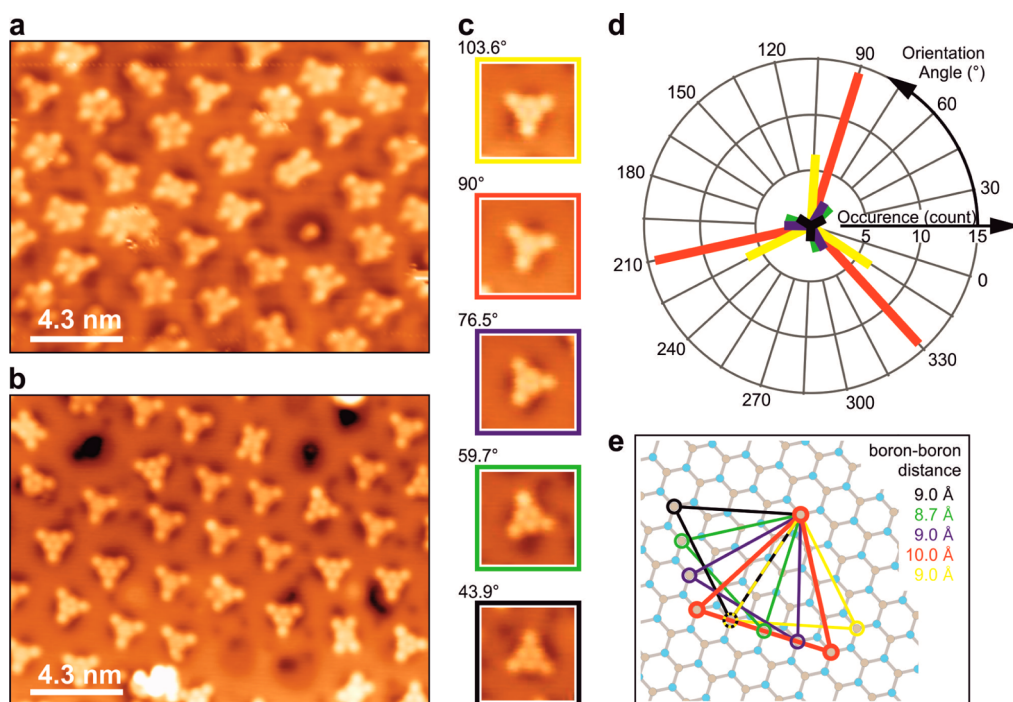 a
4.3 nm
b
4.3 nm
c
103.6°
90°
76.5°
59.7°
43.9°
d
Orientation
Angle (°)
90
120
60
150
30
180
Occurence (count)
5
10
15
0
210
240
330
270
300
e
boron-boron
distance
9.0 Å
8.7 Å
9.0 Å
10.0 Å
9.0 Å